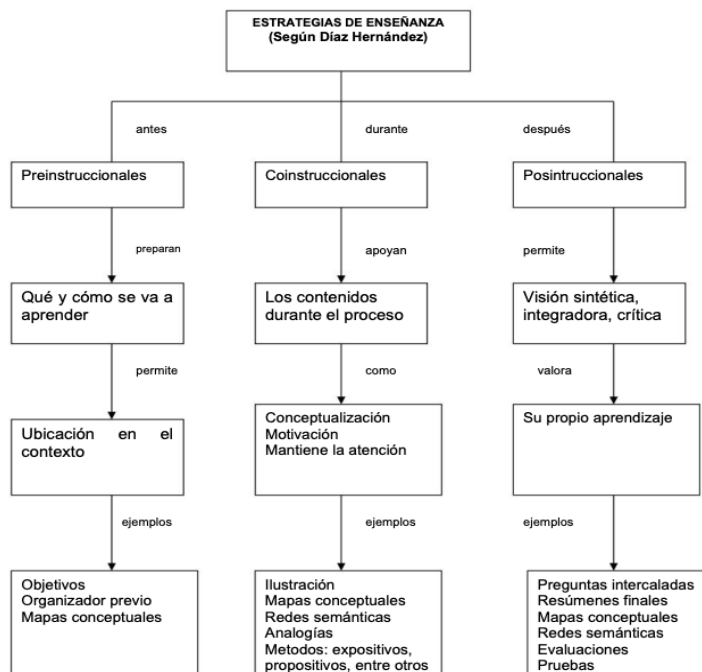 ESTRATEGIAS DE ENSEÑANZA
(Según Díaz Hernández)
antes
durante
después
Preinstruccionales
Coinstruccionales
Posintruccionales
preparan
apoyan
permite
Qué y cómo se va a
aprender
Los contenidos
durante el proceso
Visión sintética,
integradora, crítica
permite
como
valora
Ubicación en el
contexto
Conceptualización
Motivación
Mantiene la atención
Su propio aprendizaje
ejemplos
ejemplos
ejemplos
Objetivos
Organizador previo
Mapas conceptuales
Ilustración
Mapas conceptuales
Redes semánticas
Analogías
Metodos: expositivos,
propositivos, entre otros
Preguntas intercaladas
Resúmenes finales
Mapas conceptuales
Redes semánticas
Evaluaciones
Pruebas